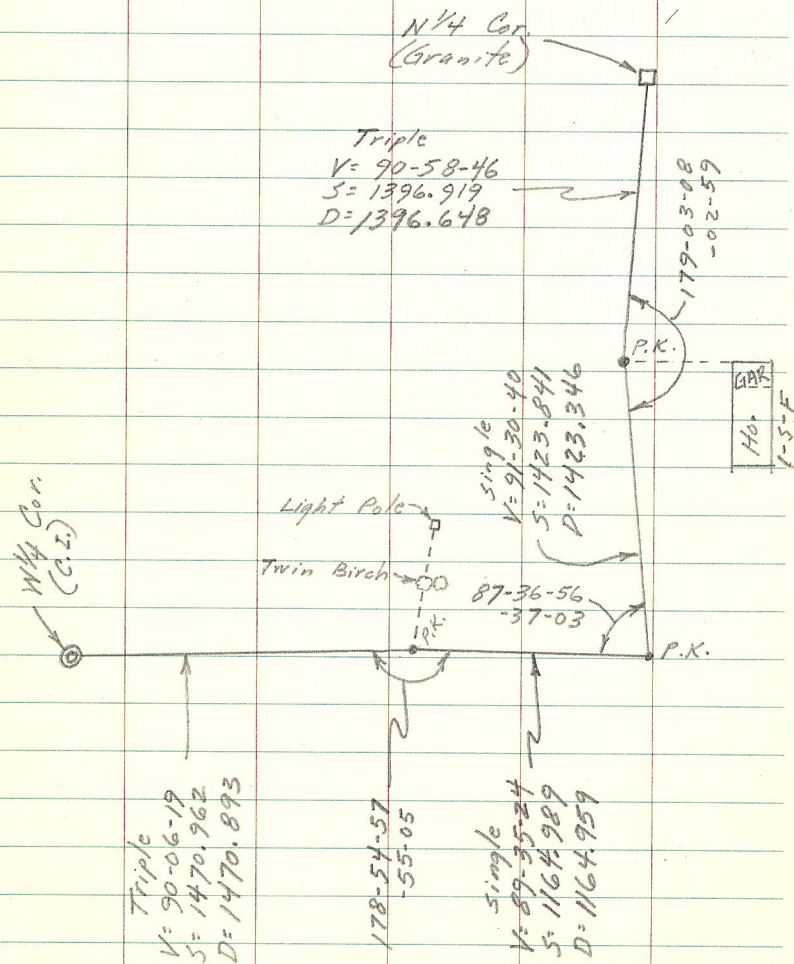 N 1/4 Cor.
(Granite)
Triple
V= 90-58-46
S= 1396.919
D= 1396.648
179-03-08
-02-59
P.K.
GAR
Ho.
1-S-F
Single
V= 91-30-40
S= 1423.841
D= 1423.346
Light Pole
Twin Birch
87-36-56
-37-03
W 1/4 Cor.
(C.I.)
P.K.
P.K.
Triple
V= 90-06-19
S= 1470.962
D= 1470.893
178-54-57
-55-05
Single
V= 89-35-24
S= 1164.989
D= 1164.959